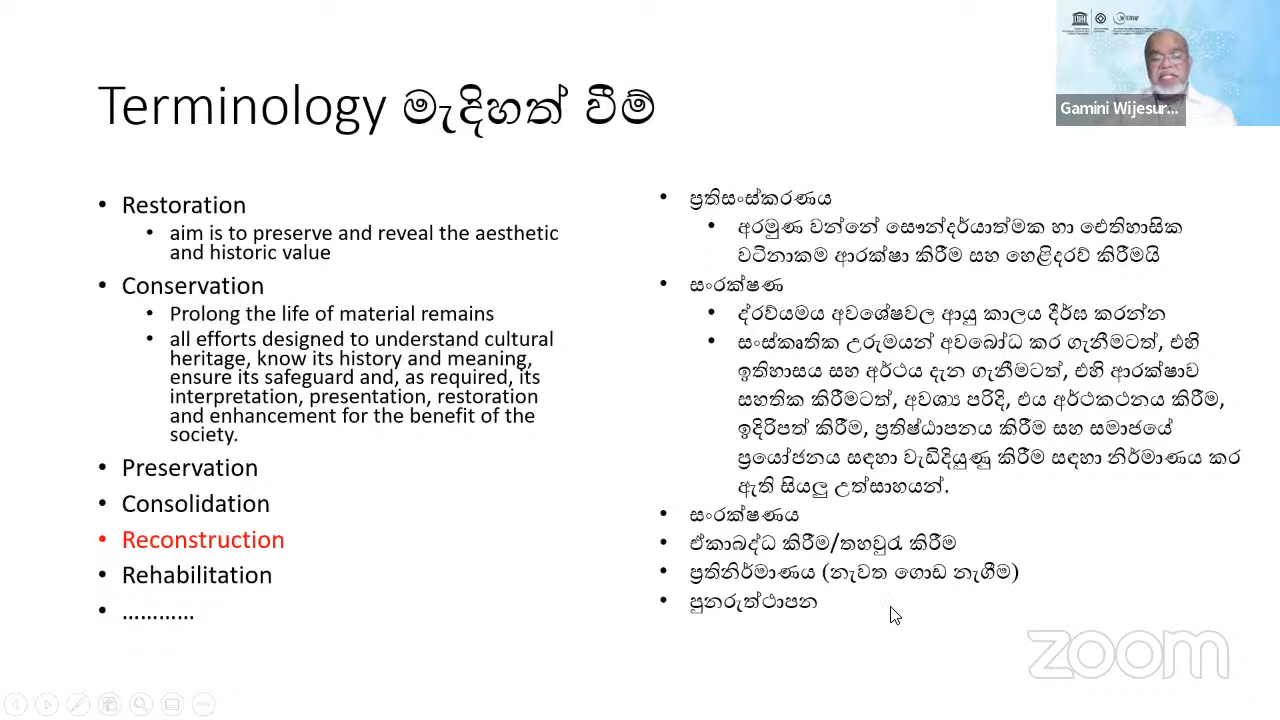 Terminology මැදිහත් වීම්
Gamini Wijesur...
• Restoration
• aim is to preserve and reveal the aesthetic
and historic value
• Conservation
• Prolong the life of material remains
• all efforts designed to understand cultural
heritage, know its history and meaning,
ensure its safeguard and, as required, its
interpretation, presentation, restoration
and enhancement for the benefit of the
society.
• Preservation
• Consolidation
• Reconstruction
• Rehabilitation
• …………
• ප්‍රතිසංස්කරණය
• අරමුණ වන්නේ සෞන්දර්යාත්මක හා ඓතිහාසික
වටිනාකම ආරක්ෂා කිරීම සහ හෙළිදරව් කිරීමයි
• සංරක්ෂණ
• ද්රව්යමය අවශේෂවල ආයු කාලය දීර්ඝ කරන්න
• සංස්කෘතික උරුමයන් අවබෝධ කර ගැනීමටත්, එහි
ඉතිහාසය සහ අර්ථය දැන ගැනීමටත්, එහි ආරක්ෂාව
සහතික කිරීමටත්, අවශ්‍ය පරිදි, එය අර්ථකථනය කිරීම,
ඉදිරිපත් කිරීම, ප්‍රතිෂ්ඨාපනය කිරීම සහ සමාජයේ
ප්‍රයෝජනය සඳහා වැඩිදියුණු කිරීම සඳහා නිර්මාණය කර
ඇති සියලු උත්සාහයන්.
• සංරක්ෂණය
• ඒකාබද්ධ කිරීම/තහවුරු කිරීම
• ප්‍රතිනිර්මාණය (නැවත ගොඩ නැගීම)
• පුනරුත්ථාපන
zoom